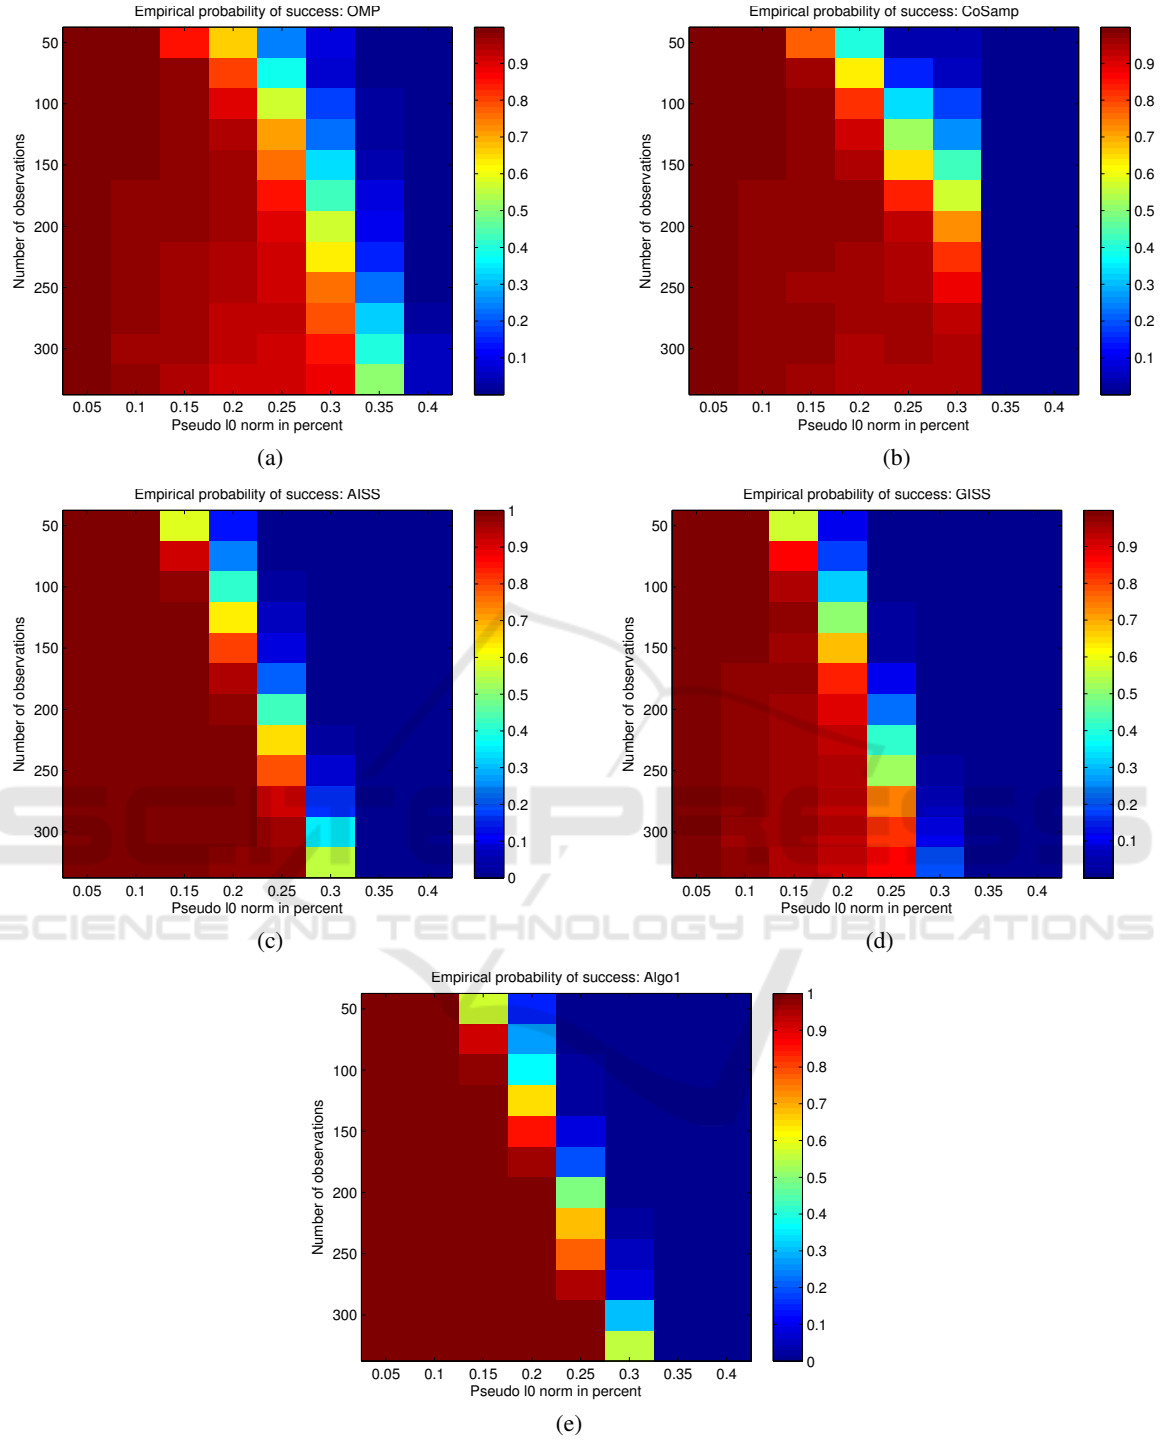 Empirical probability of success: OMP
50
100
150
200
250
300
Number of observations
0.05 0.1 0.15 0.2 0.25 0.3 0.35 0.4
Pseudo l0 norm in percent
0.9
0.8
0.7
0.6
0.5
0.4
0.3
0.2
0.1
(a)
Empirical probability of success: CoSamp
50
100
150
200
250
300
Number of observations
0.05 0.1 0.15 0.2 0.25 0.3 0.35 0.4
Pseudo l0 norm in percent
0.9
0.8
0.7
0.6
0.5
0.4
0.3
0.2
0.1
(b)
Empirical probability of success: AISS
50
100
150
200
250
300
Number of observations
0.05 0.1 0.15 0.2 0.25 0.3 0.35 0.4
Pseudo l0 norm in percent
1
0.9
0.8
0.7
0.6
0.5
0.4
0.3
0.2
0.1
0
(c)
Empirical probability of success: GISS
50
100
150
200
250
300
Number of observations
0.05 0.1 0.15 0.2 0.25 0.3 0.35 0.4
Pseudo l0 norm in percent
0.9
0.8
0.7
0.6
0.5
0.4
0.3
0.2
0.1
(d)
SCITEPRESS
SCIENCE AND TECHNOLOGY PUBLICATIONS
Empirical probability of success: Algo1
50
100
150
200
250
300
Number of observations
0.05 0.1 0.15 0.2 0.25 0.3 0.35 0.4
Pseudo l0 norm in percent
1
0.9
0.8
0.7
0.6
0.5
0.4
0.3
0.2
0.1
0
(e)